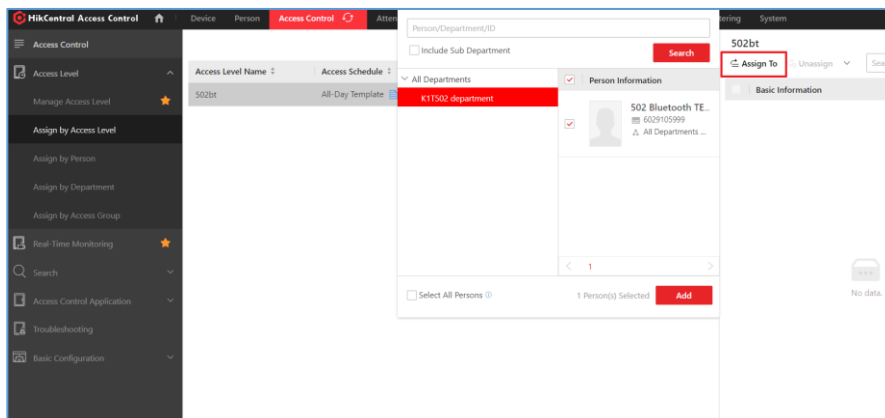 HikCentral Access Control
Device Person Access Control Atten
tering System
Access Control
Access Level
Manage Access Level
Assign by Access Level
Assign by Person
Assign by Department
Assign by Access Group
Real-Time Monitoring
Search
Access Control Application
Troubleshooting
Basic Configuration
Access Level Name Access Schedule
502bt All-Day Template
Person/Department/ID
Include Sub Department
Search
All Departments
K1T502 department
Person Information
502 Bluetooth TE...
6029105999
All Departments ...
1
Select All Persons
1 Person(s) Selected
Add
502bt
Assign To Unassign Sea
Basic Information
No data.